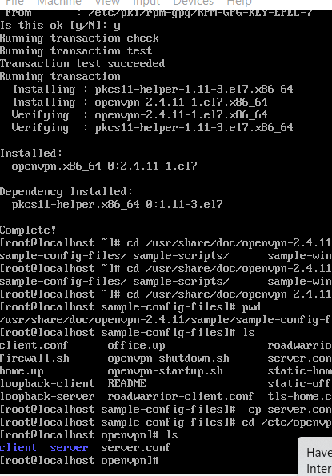 File Machine View Input Devices Help
From : /etc/pki/rpm-gpg/RPM-GPG-KEY-EPEL-7
Is this ok [y/N]: y
Running transaction check
Running transaction test
Transaction test succeeded
Running transaction
Installing : pkcs11-helper-1.11-3.el7.x86_64
Installing : openvpn-2.4.11-1.el7.x86_64
Verifying : openvpn-2.4.11-1.el7.x86_64
Verifying : pkcs11-helper-1.11-3.el7.x86_64
Installed:
openvpn.x86_64 0:2.4.11-1.el7
Dependency Installed:
pkcs11-helper.x86_64 0:1.11-3.el7
Complete!
[root@localhost ~]# cd /usr/share/doc/openvpn-2.4.11
sample-config-files/ sample-scripts/ sample-win
[root@localhost ~]# cd /usr/share/doc/openvpn-2.4.11
sample-config-files/ sample-scripts/ sample-win
[root@localhost ~]# cd /usr/share/doc/openvpn-2.4.11
[root@localhost sample-config-files]# pwd
/usr/share/doc/openvpn-2.4.11/sample/sample-config-f
[root@localhost sample-config-files]# ls
client.conf office.up roadwarrio
firewall.sh openvpn-shutdown.sh server.con
home.up openvpn-startup.sh static-home
loopback-client README static-off
loopback-server roadwarrior-client.conf tls-home.c
[root@localhost sample-config-files]# cp server.con
[root@localhost sample-config-files]# cd /etc/openvp
[root@localhost openvpn]# ls
client server server.conf
[root@localhost openvpn]#
Have
Inte